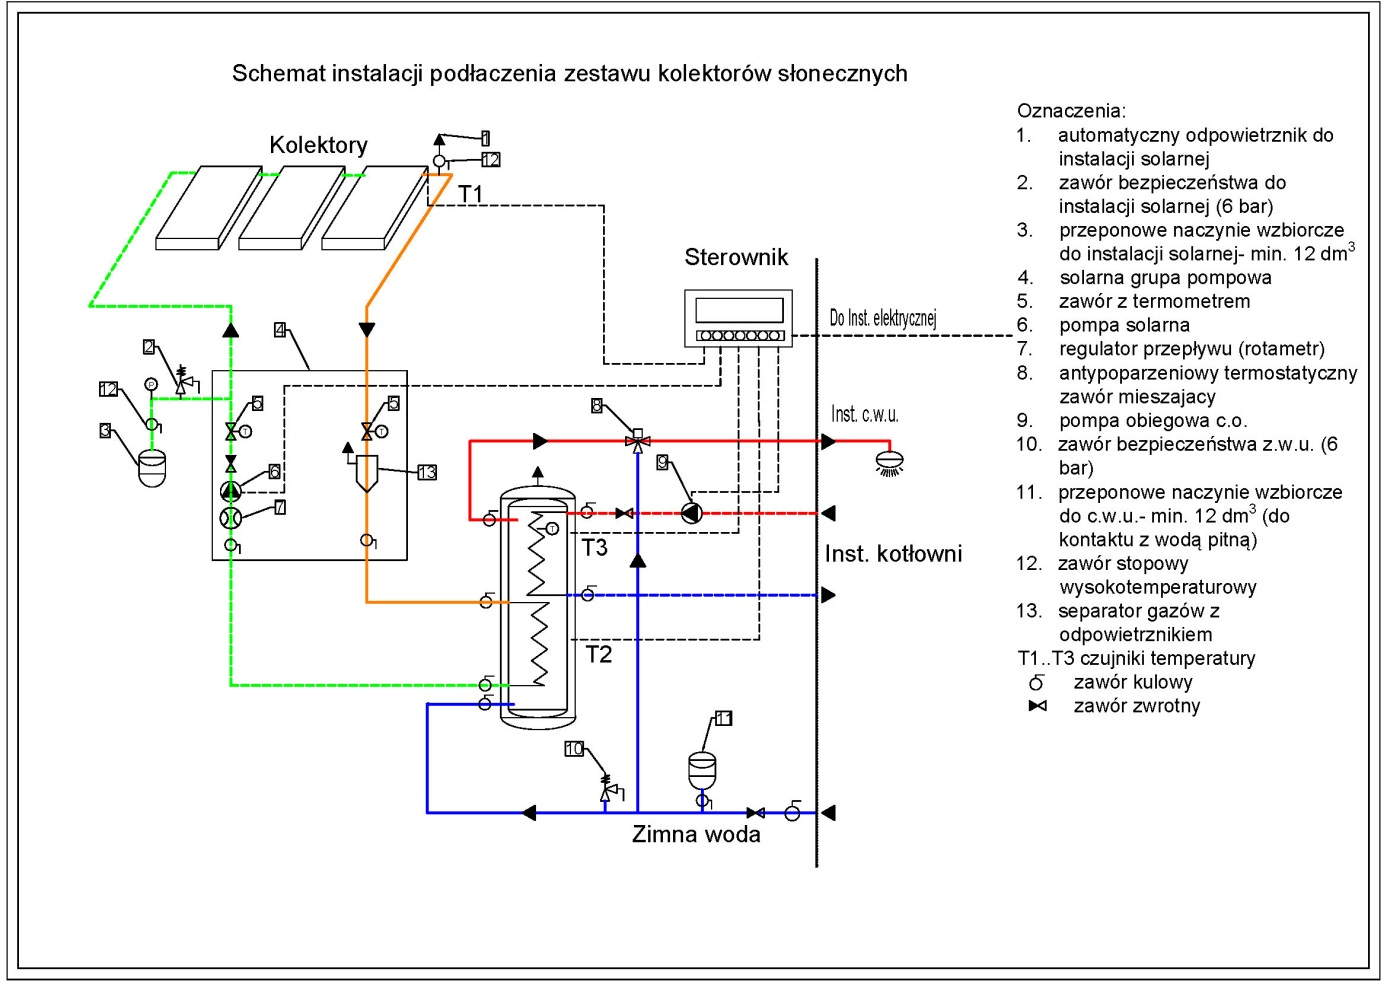 Schemat instalacji podłaczenia zestawu kolektorów słonecznych
Kolektory
1
12
T1
Sterownik
Do Inst. elektrycznej
2
4
12
3
5
5
P
T
T
6
13
7
8
Inst. c.w.u.
9
T
T3
Inst. kotłowni
T2
11
10
Zimna woda
Oznaczenia:
1. automatyczny odpowietrznik do
instalacji solarnej
2. zawór bezpieczeństwa do
instalacji solarnej (6 bar)
3. przeponowe naczynie wzbiorcze
do instalacji solarnej- min. 12 dm³
4. solarna grupa pompowa
5. zawór z termometrem
6. pompa solarna
7. regulator przepływu (rotametr)
8. antypoparzeniowy termostatyczny
zawór mieszajacy
9. pompa obiegowa c.o.
10. zawór bezpieczeństwa z.w.u. (6
bar)
11. przeponowe naczynie wzbiorcze
do c.w.u.- min. 12 dm³ (do
kontaktu z wodą pitną)
12. zawór stopowy
wysokotemperaturowy
13. separator gazów z
odpowietrznikiem
T1..T3 czujniki temperatury
zawór kulowy
zawór zwrotny